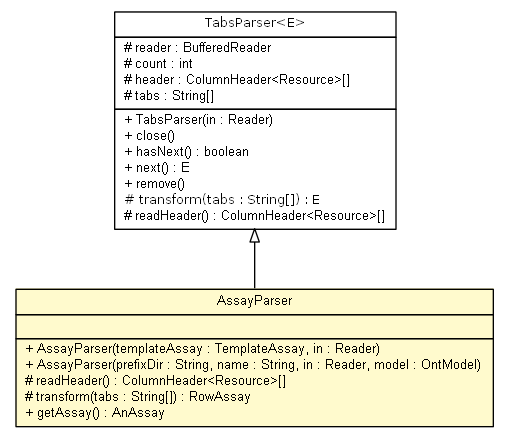 TabsParser<E>
# reader : BufferedReader
# count : int
# header : ColumnHeader<Resource>[]
# tabs : String[]
+ TabsParser(in : Reader)
+ close()
+ hasNext() : boolean
+ next() : E
+ remove()
# transform(tabs : String[]) : E
# readHeader() : ColumnHeader<Resource>[]
AssayParser
+ AssayParser(templateAssay : TemplateAssay, in : Reader)
+ AssayParser(prefixDir : String, name : String, in : Reader, model : OntModel)
# readHeader() : ColumnHeader<Resource>[]
# transform(tabs : String[]) : RowAssay
+ getAssay() : AnAssay